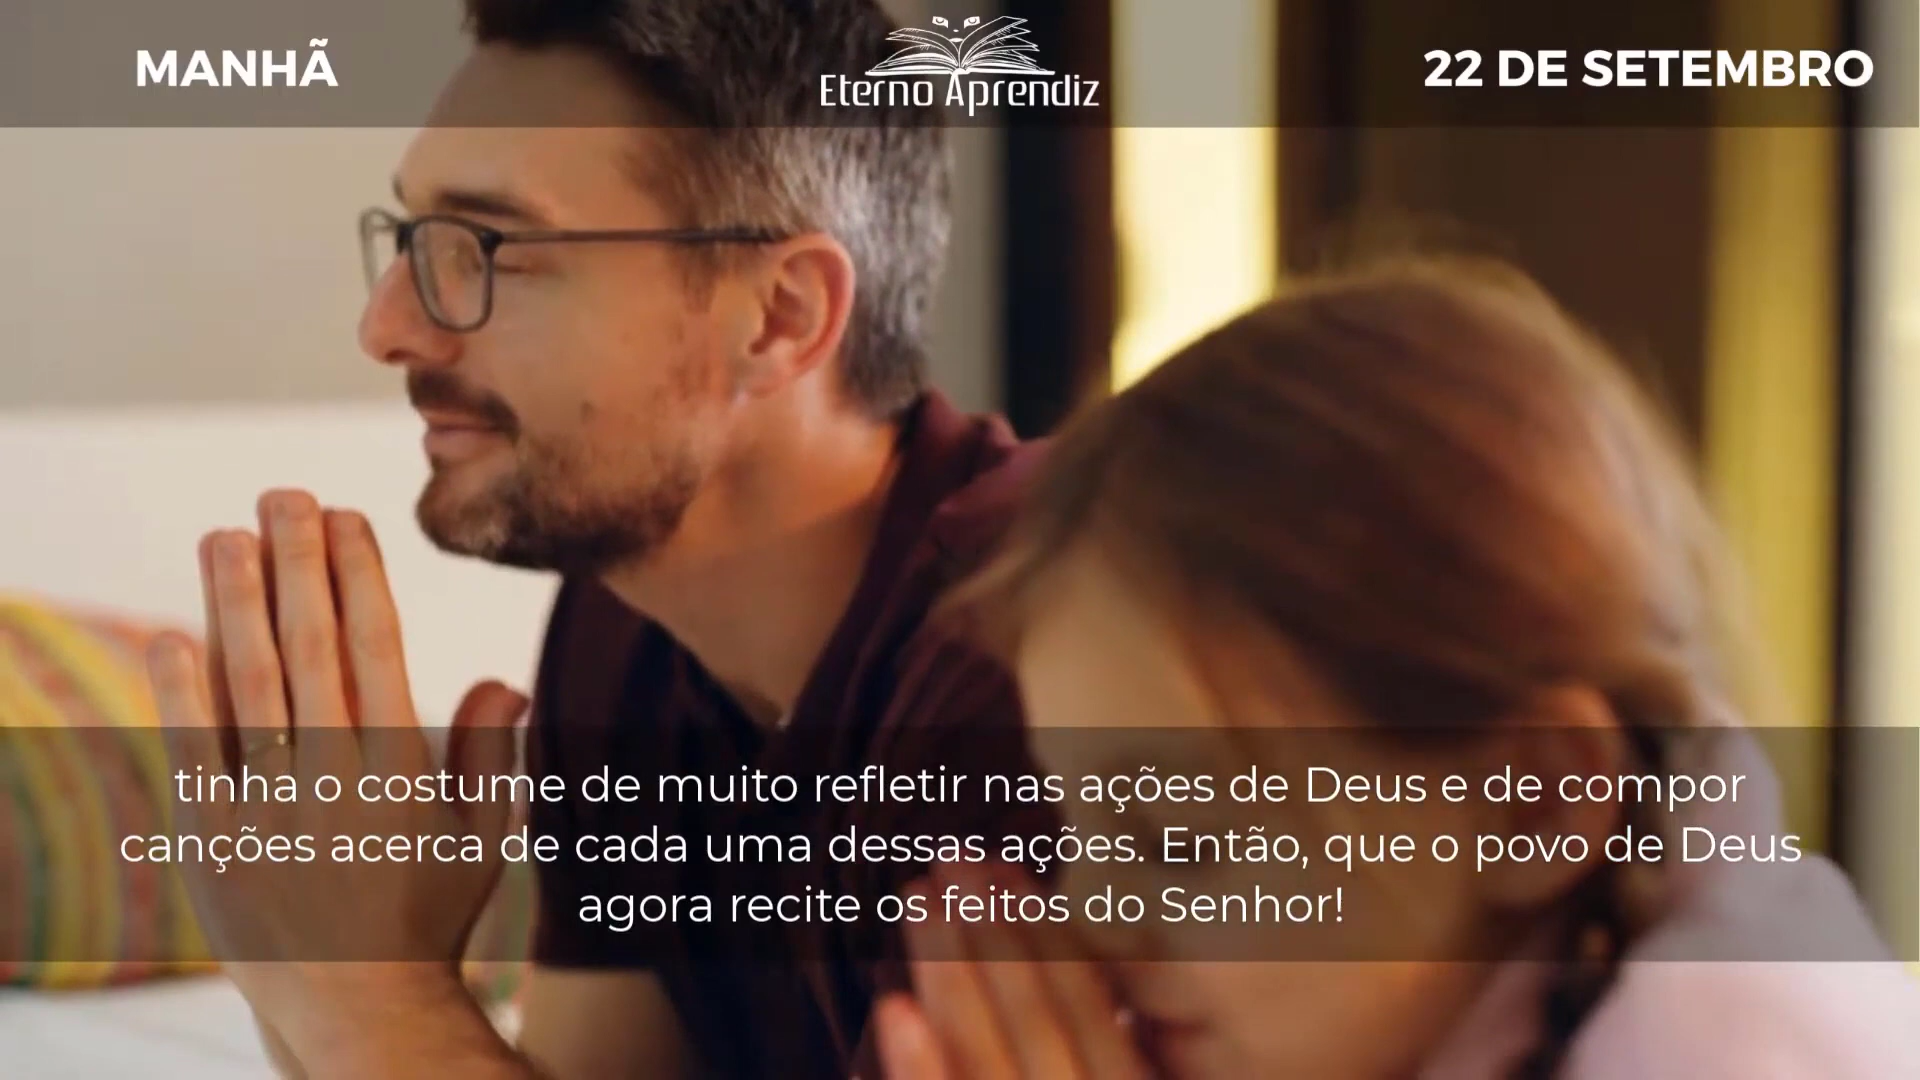 MANHÃ
Eterno Aprendiz
22 DE SETEMBRO
tinha o costume de muito refletir nas ações de Deus e de compor
canções acerca de cada uma dessas ações. Então, que o povo de Deus
agora recite os feitos do Senhor!